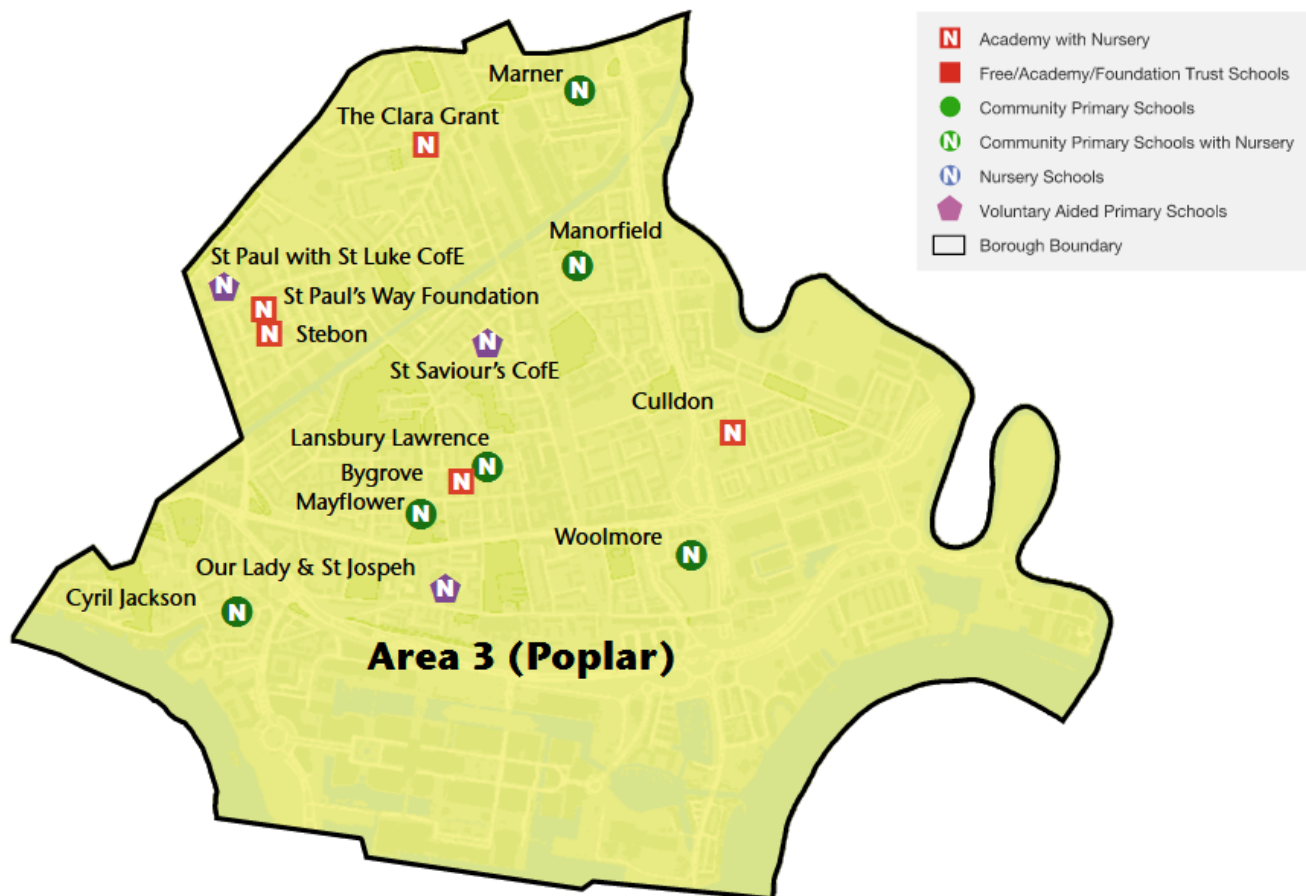 N Academy with Nursery
Free/Academy/Foundation Trust Schools
Community Primary Schools
N Community Primary Schools with Nursery
N Nursery Schools
Voluntary Aided Primary Schools
Borough Boundary
Marner
N
The Clara Grant
N
Manorfield
N
St Paul with St Luke CofE
N
St Paul's Way Foundation
N
Stebon
N
St Saviour's CofE
N
Culldon
N
Lansbury Lawrence
N
Bygrove
N
Mayflower
N
Woolmore
N
Our Lady & St Jospeh
N
Cyril Jackson
N
Area 3 (Poplar)